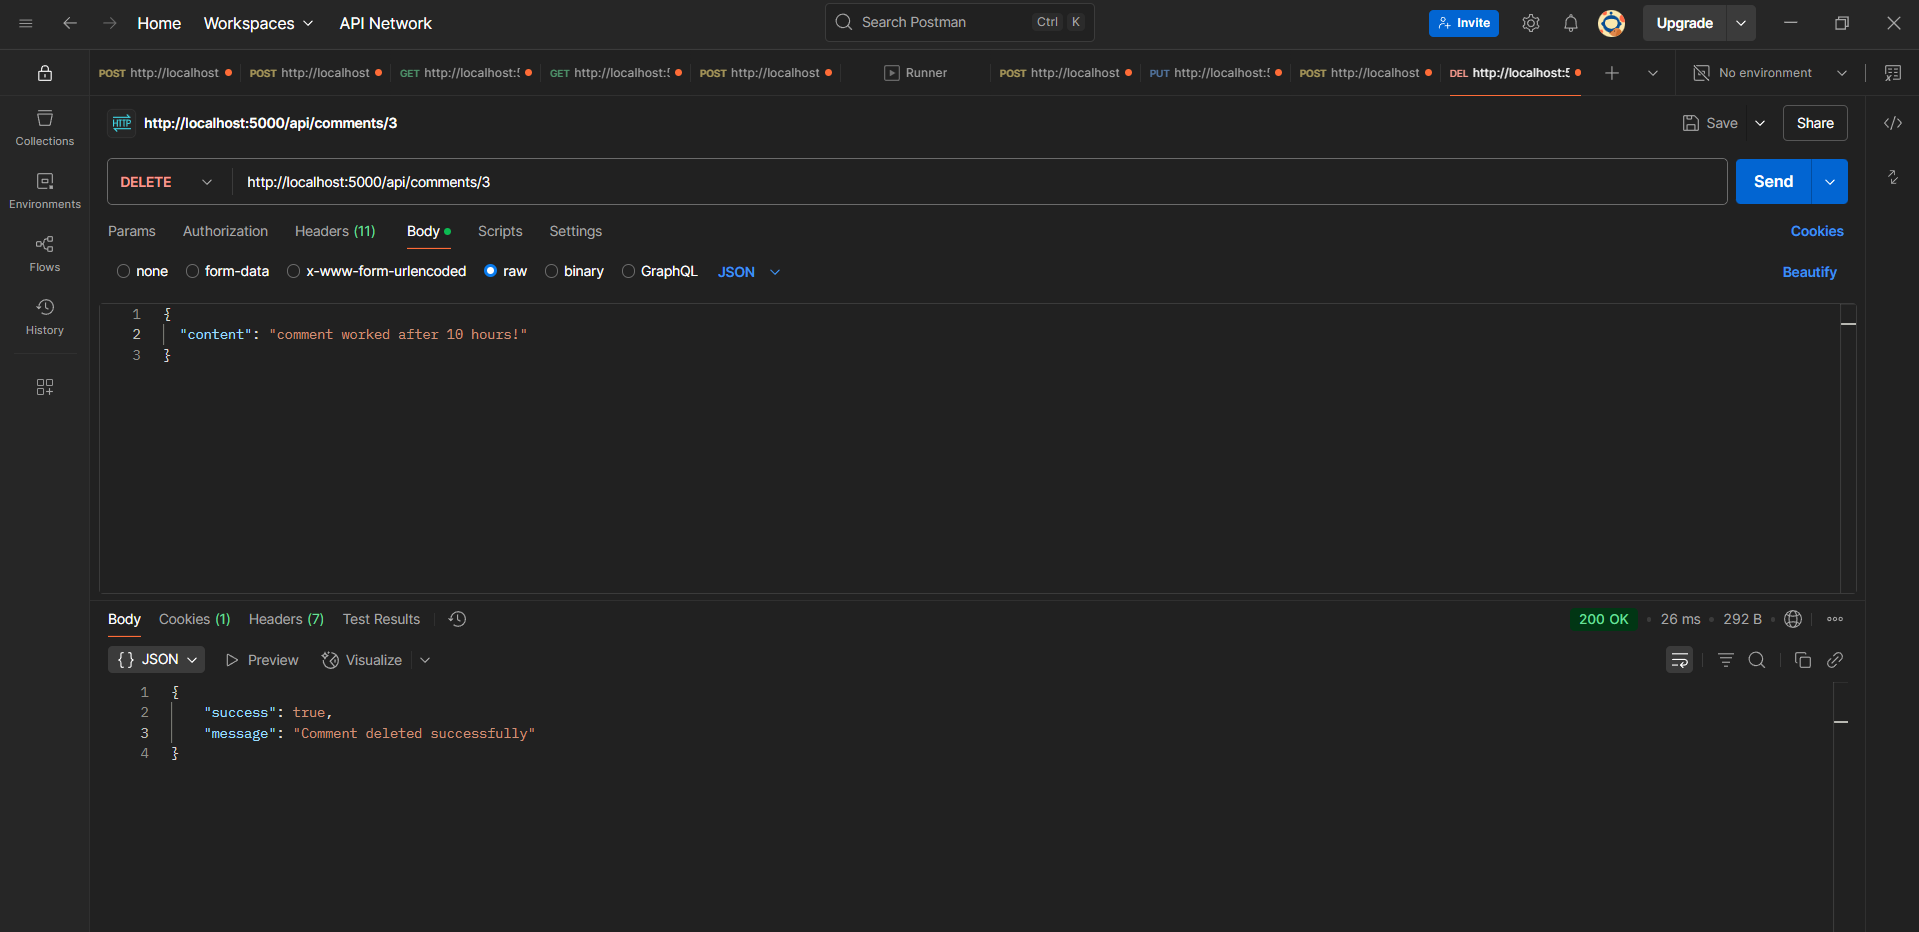 Home Workspaces API Network Search Postman Ctrl K Invite Upgrade
POST http://localhost POST http://localhost GET http://localhost:5 GET http://localhost:5 POST http://localhost Runner POST http://localhost PUT http://localhost:5 POST http://localhost DEL http://localhost:5 No environment
Collections
Environments
Flows
History
HTTP http://localhost:5000/api/comments/3 Save Share
DELETE http://localhost:5000/api/comments/3 Send
Params Authorization Headers (11) Body Scripts Settings Cookies
none form-data x-www-form-urlencoded raw binary GraphQL JSON Beautify
1 {
2 "content": "comment worked after 10 hours!"
3 }
Body Cookies (1) Headers (7) Test Results 200 OK 26 ms 292 B
{} JSON Preview Visualize
1 {
2 "success": true,
3 "message": "Comment deleted successfully"
4 }